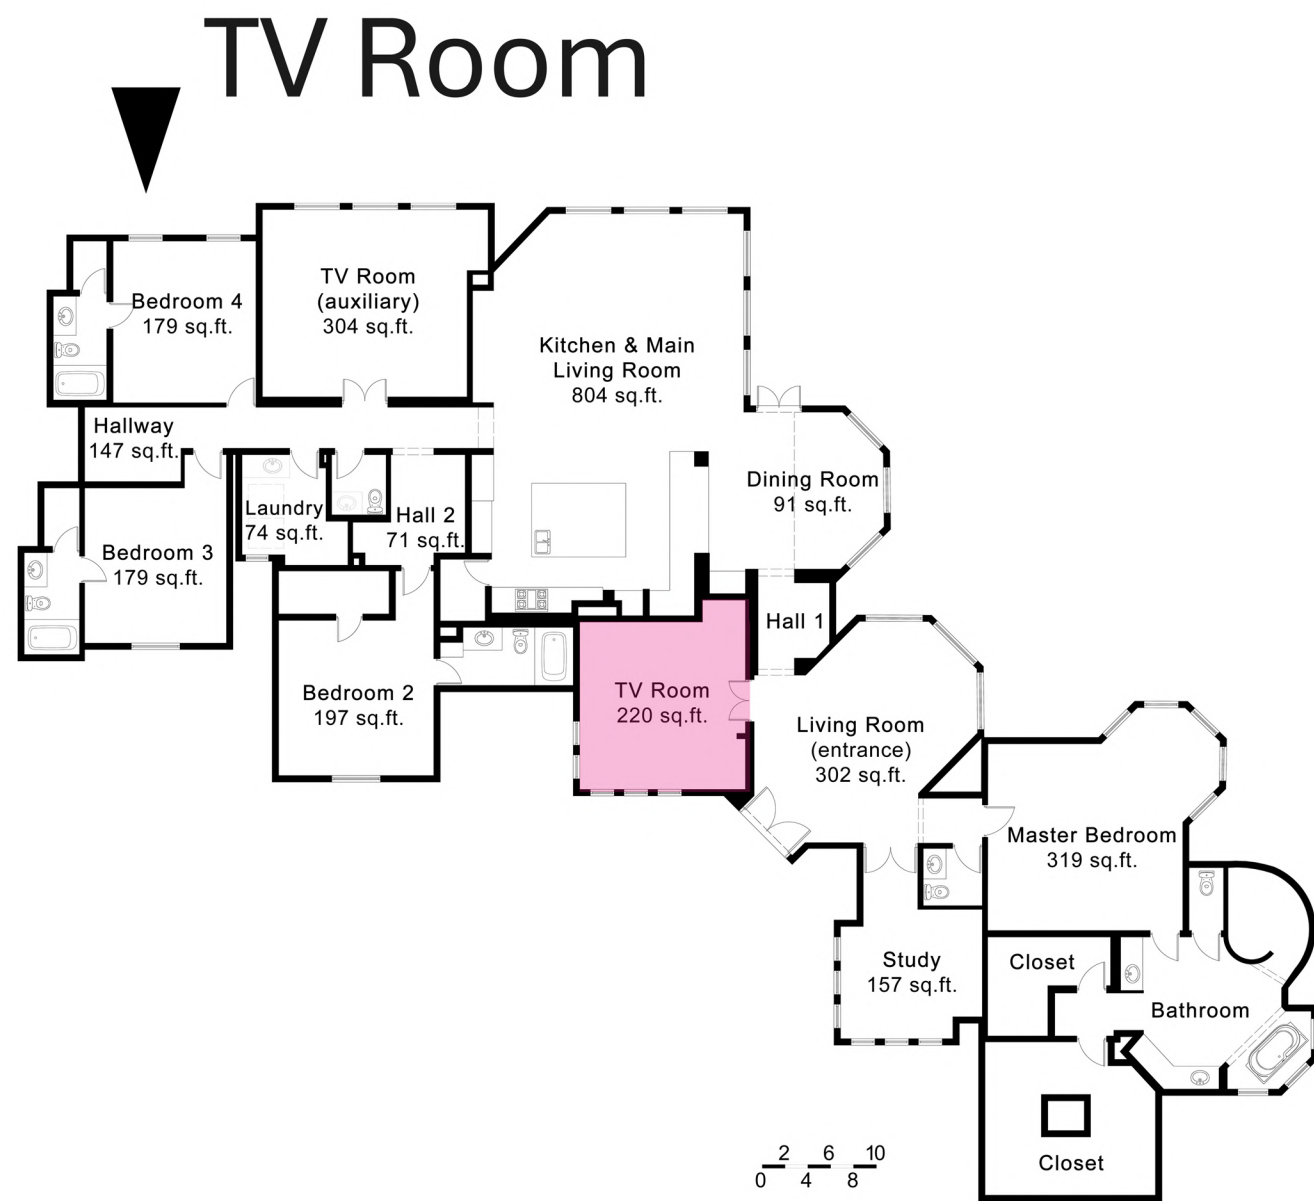 TV Room
TV Room
(auxiliary)
304 sq.ft.
Bedroom 4
179 sq.ft.
Kitchen & Main
Living Room
804 sq.ft.
Hallway
147 sq.ft.
Dining Room
91 sq.ft.
Laundry
74 sq.ft.
Hall 2
71 sq.ft.
Bedroom 3
179 sq.ft.
Hall 1
Bedroom 2
197 sq.ft.
TV Room
220 sq.ft.
Living Room
(entrance)
302 sq.ft.
Master Bedroom
319 sq.ft.
Study
157 sq.ft.
Closet
Bathroom
Closet
2 6 10
0 4 8